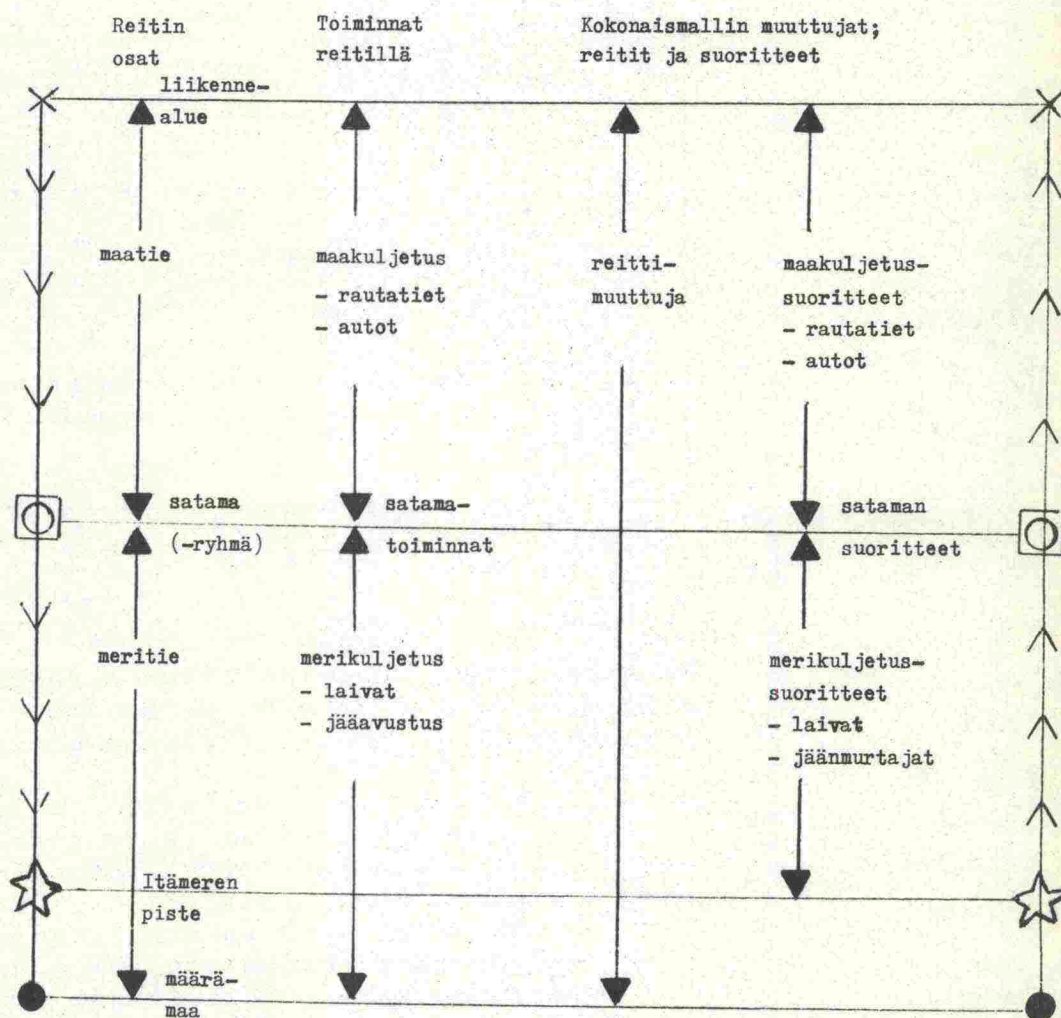 Reitin
osat
Toiminnat
reitillä
Kokonaismallin muuttujat;
reitit ja suoritteet
liikenne-
alue
maatie
maakuljetus
- rautatiet
- autot
reitti-
muuttuja
maakuljetus-
suoritteet
- rautatiet
- autot
satama
(-ryhmä)
satama-
toiminnat
sataman
suoritteet
meritie
merikuljetus
- laivat
- jääavustus
merikuljetus-
suoritteet
- laivat
- jäänmurtajat
Itämeren
piste
määrä-
maa